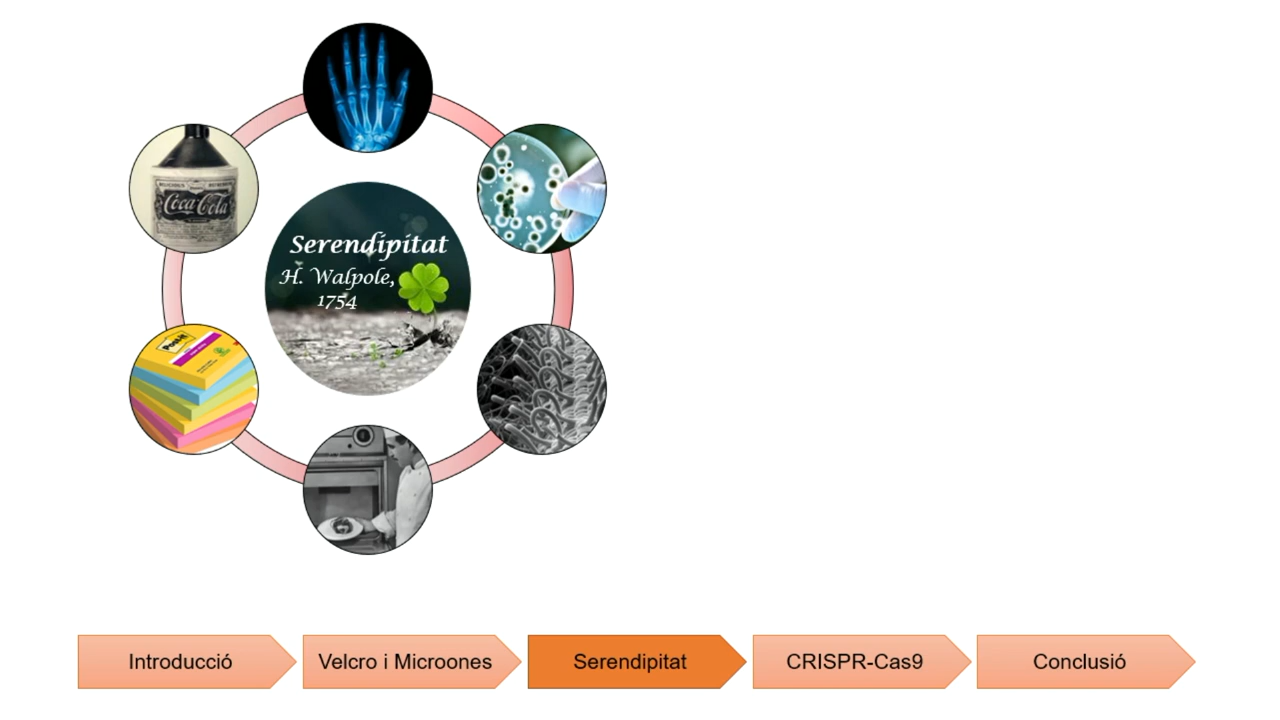 Coca-Cola
Serendipitat
H. Walpole,
1754
Post-it
Introducció
Velcro i Microones
Serendipitat
CRISPR-Cas9
Conclusió